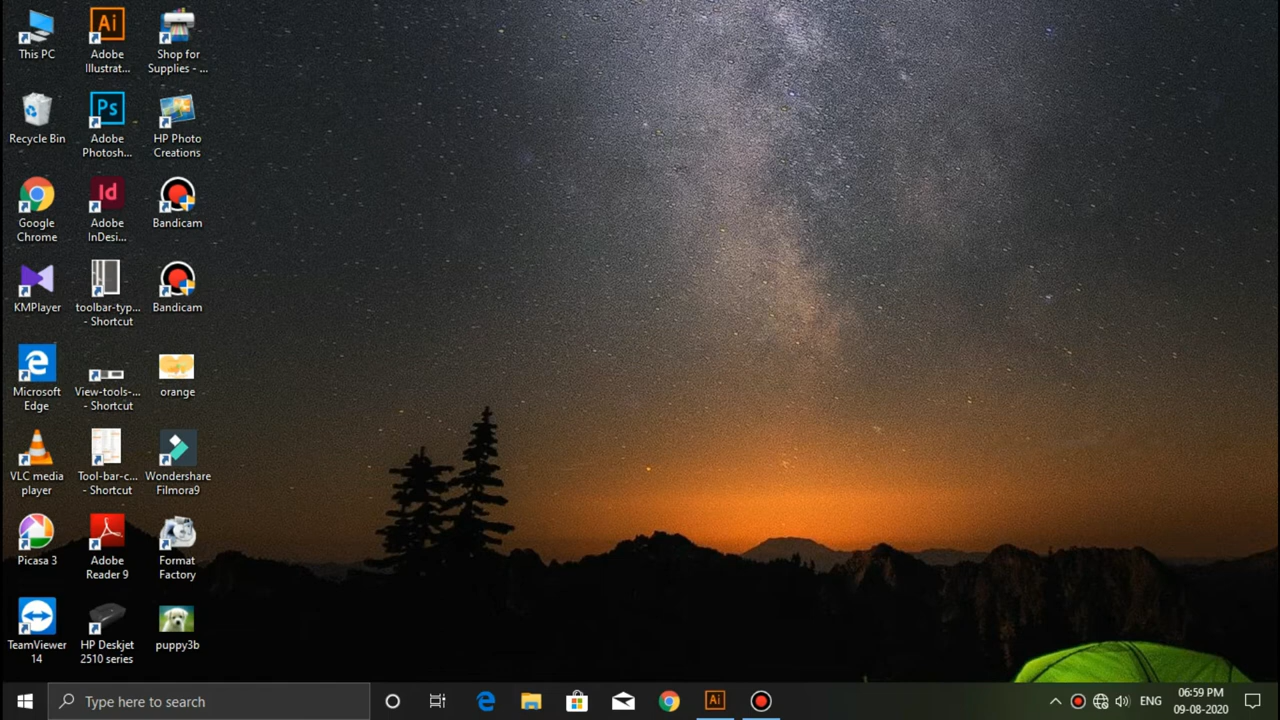 This PC
Adobe
Illustrat...
Shop for
Supplies - ...
Recycle Bin
Adobe
Photosh...
HP Photo
Creations
Google
Chrome
Adobe
InDesi...
Bandicam
KMPlayer
toolbar-typ...
- Shortcut
Bandicam
Microsoft
Edge
View-tools-...
- Shortcut
orange
VLC media
player
Tool-bar-c...
- Shortcut
Wondershare
Filmora9
Picasa 3
Adobe
Reader 9
Format
Factory
TeamViewer
14
HP Deskjet
2510 series
puppy3b
Ai
Ps
Id
Type here to search
Ai
ENG
06:59 PM
09-08-2020